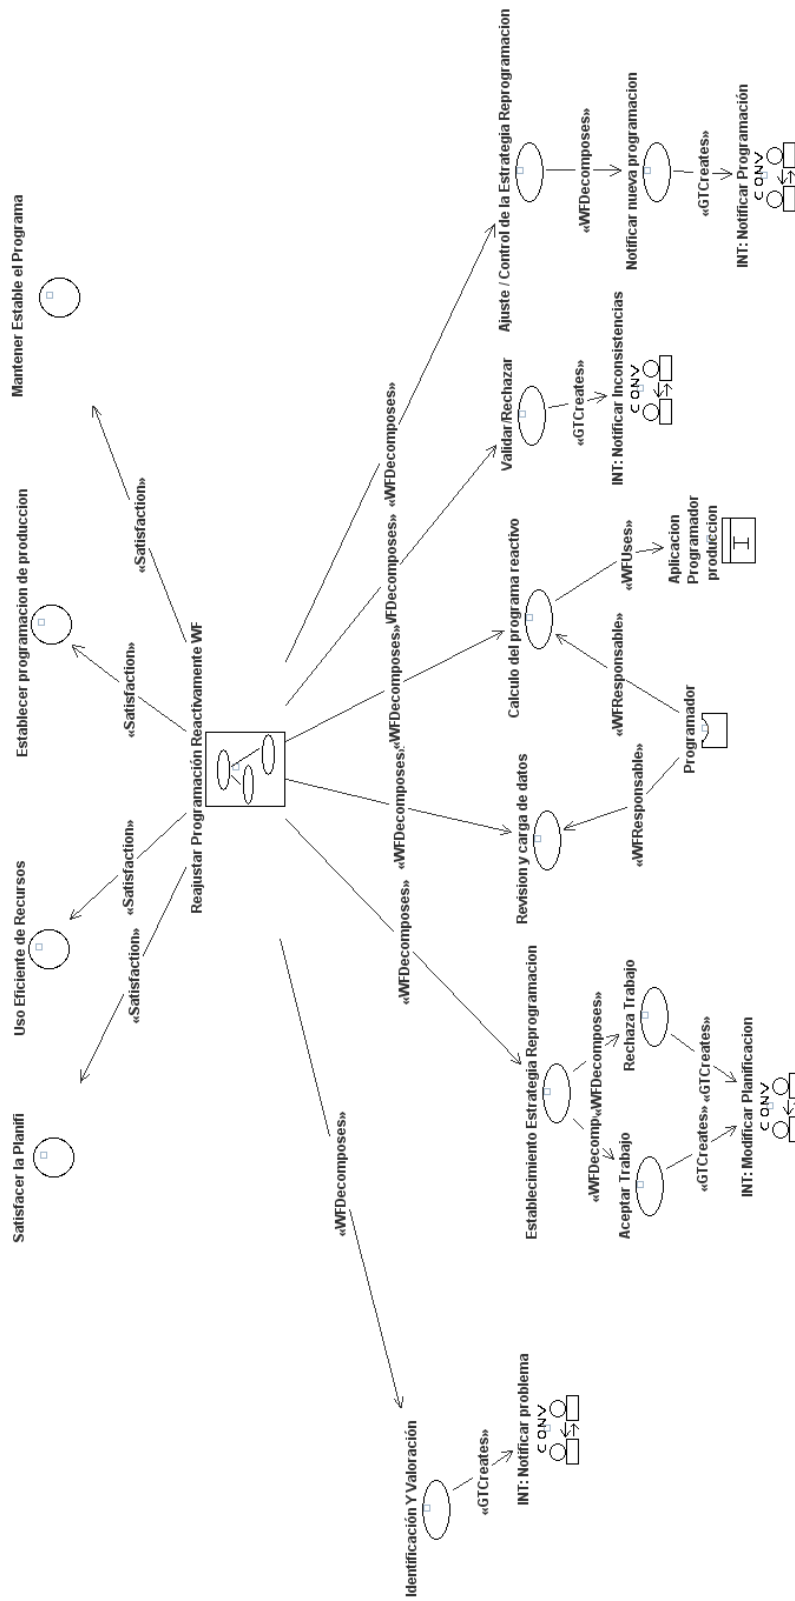 Satisfacer la Planifi
Uso Eficiente de Recursos
Establecer programacion de produccion
Mantener Estable el Programa
«Satisfaction»
«Satisfaction»
«Satisfaction»
«Satisfaction»
Reajustar Programación Reactivamente WF
«WFDecomposes»
«WFDecomposes»
«WFDecomposes
«WFDecomposes»
VFDecomposes»
«WFDecomposes»
Identificación Y Valoración
«GTCreates»
INT: Notificar problema
CONV
Establecimiento Estrategia Reprogramacion
«WFDecomp
«WFDecomposes»
Aceptar Trabajo
Rechaza Trabajo
«GTCreates»
«GTCreates»
INT: Modificar Planificacion
CONV
Revision y carga de datos
Calculo del programa reactivo
«WFResponsable»
«WFResponsable»
«WFUses»
Programador
Aplicacion
Programador
produccion
I
Validar/Rechazar
«GTCreates»
INT: Notificar Inconsistencias
CONV
Ajuste / Control de la Estrategia Reprogramacion
«WFDecomposes»
Notificar nueva programacion
«GTCreates»
INT: Notificar Programación
CONV